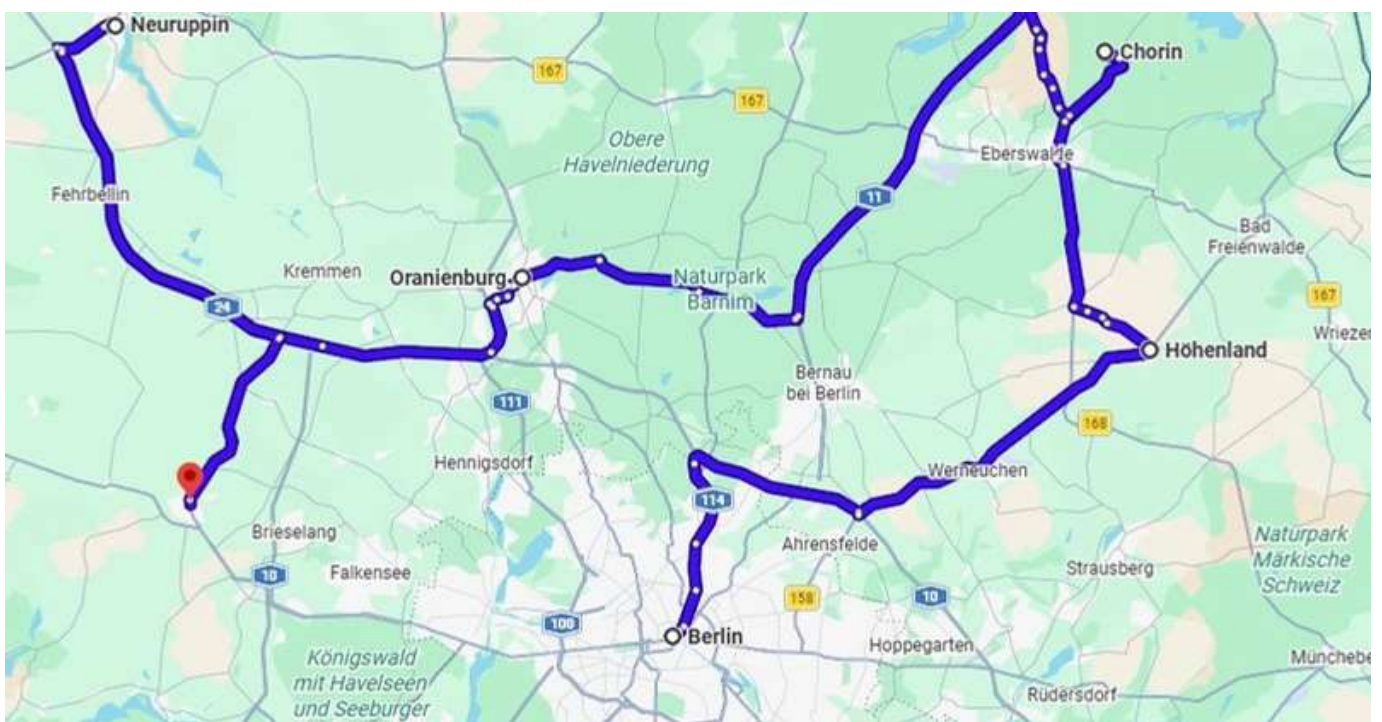 Neuruppin
Chorin
167
167
Obere
Havelniederung
Eberswalde
11
Fehrbellin
Bad
Freienwalde
Kremmen
Oranienburg
Naturpark
Barnim
167
24
Wriezen
Höhenland
Bernau
bei Berlin
111
168
Hennigsdorf
Werneuchen
114
Brieselang
Ahrensfelde
Naturpark
Märkische
Schweiz
Falkensee
10
Strausberg
158
10
100
Berlin
Hoppegarten
Königswald
mit Havelseen
und Seeburger
Müncheberg
Rüdersdorf